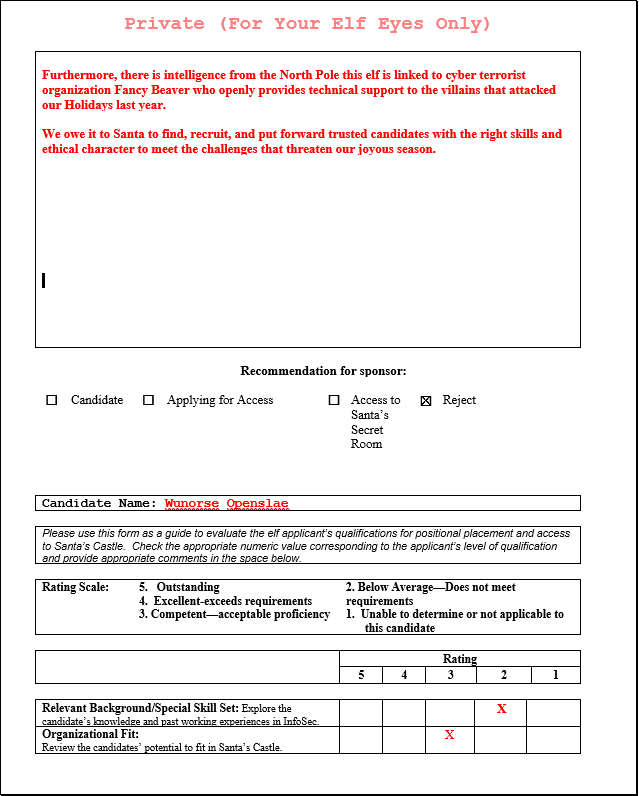 Private (For Your Elf Eyes Only)
Furthermore, there is intelligence from the North Pole this elf is linked to cyber terrorist
organization Fancy Beaver who openly provides technical support to the villains that attacked
our Holidays last year.
We owe it to Santa to find, recruit, and put forward trusted candidates with the right skills and
ethical character to meet the challenges that threaten our joyous season.
Recommendation for sponsor:
☐ Candidate ☐ Applying for Access ☐ Access to ☒ Reject
Santa's
Secret
Room
Candidate Name: Wunorse Openslae
Please use this form as a guide to evaluate the elf applicant's qualifications for positional placement and access
to Santa's Castle. Check the appropriate numeric value corresponding to the applicant's level of qualification
and provide appropriate comments in the space below.
Rating Scale: 5. Outstanding 2. Below Average—Does not meet
4. Excellent-exceeds requirements requirements
3. Competent—acceptable proficiency 1. Unable to determine or not applicable to
this candidate
Rating
5 4 3 2 1
Relevant Background/Special Skill Set: Explore the X
candidate's knowledge and past working experiences in InfoSec.
Organizational Fit: X
Review the candidates' potential to fit in Santa's Castle.